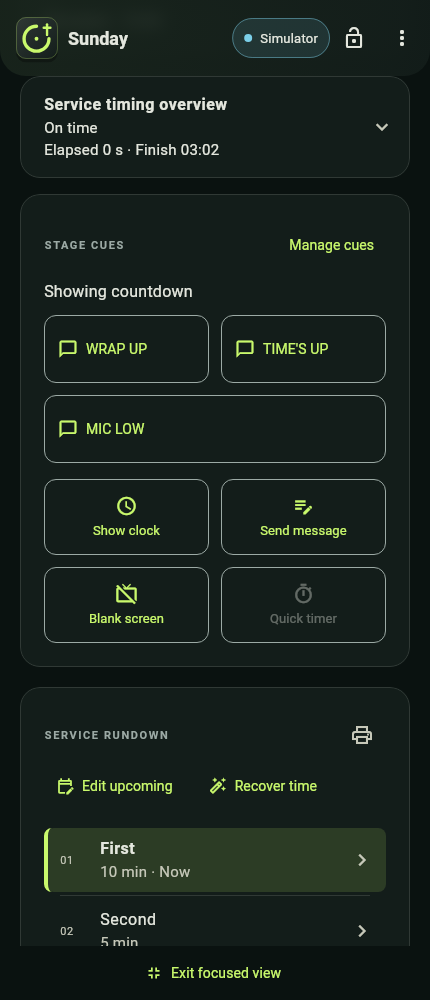 Sunday
Simulator
Service timing overview
On time
Elapsed 0 s · Finish 03:02
STAGE CUES
Manage cues
Showing countdown
WRAP UP
TIME'S UP
MIC LOW
Show clock
Send message
Blank screen
Quick timer
SERVICE RUNDOWN
Edit upcoming
Recover time
01
First
10 min · Now
02
Second
5 min
Exit focused view